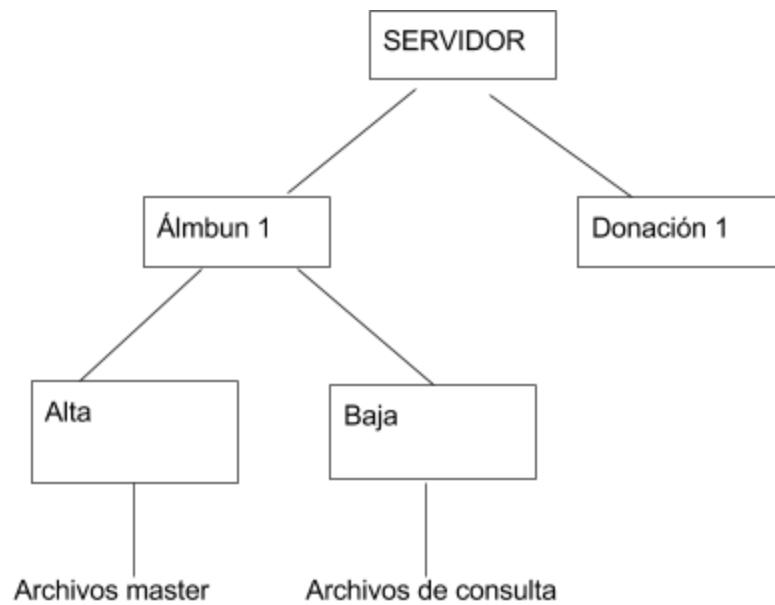 SERVIDOR
Álmbun 1
Donación 1
Alta
Baja
Archivos master
Archivos de consulta